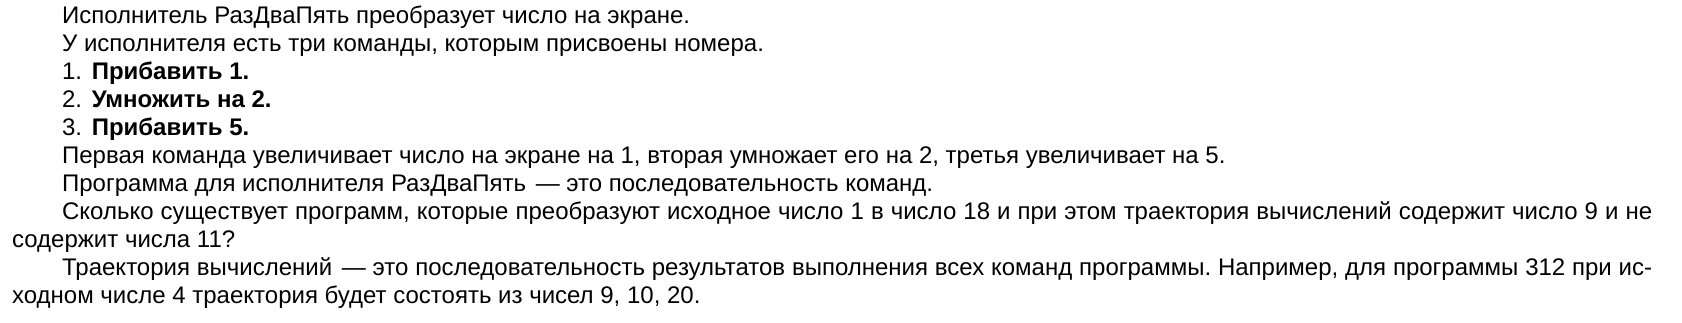 Исполнитель РазДваПять преобразует число на экране.
У исполнителя есть три команды, которым присвоены номера.
1. Прибавить 1.
2. Умножить на 2.
3. Прибавить 5.
Первая команда увеличивает число на экране на 1, вторая умножает его на 2, третья увеличивает на 5.
Программа для исполнителя РазДваПять — это последовательность команд.
Сколько существует программ, которые преобразуют исходное число 1 в число 18 и при этом траектория вычислений содержит число 9 и не
содержит числа 11?
Траектория вычислений — это последовательность результатов выполнения всех команд программы. Например, для программы 312 при ис-
ходном числе 4 траектория будет состоять из чисел 9, 10, 20.